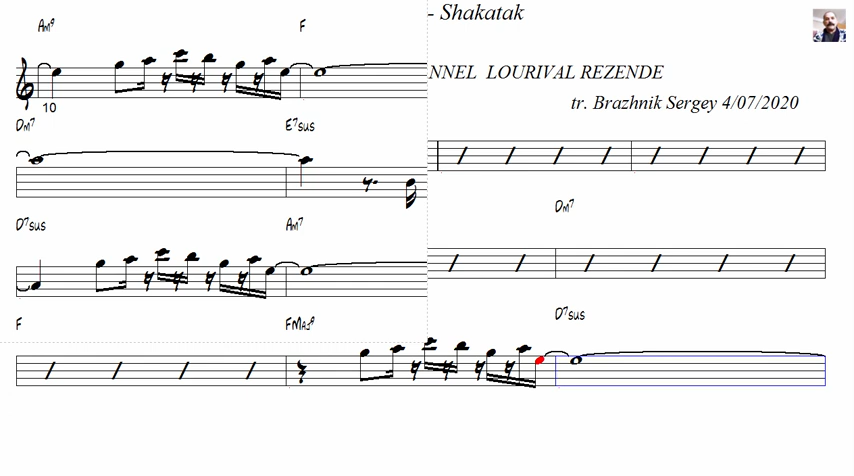 - Shakatak
Am9 F
NNEL LOURIVAL REZENDE
tr. Brazhnik Sergey 4/07/2020
10
Dm7 E7sus
Dm7
D7sus Am7
D7sus
F FMaj9